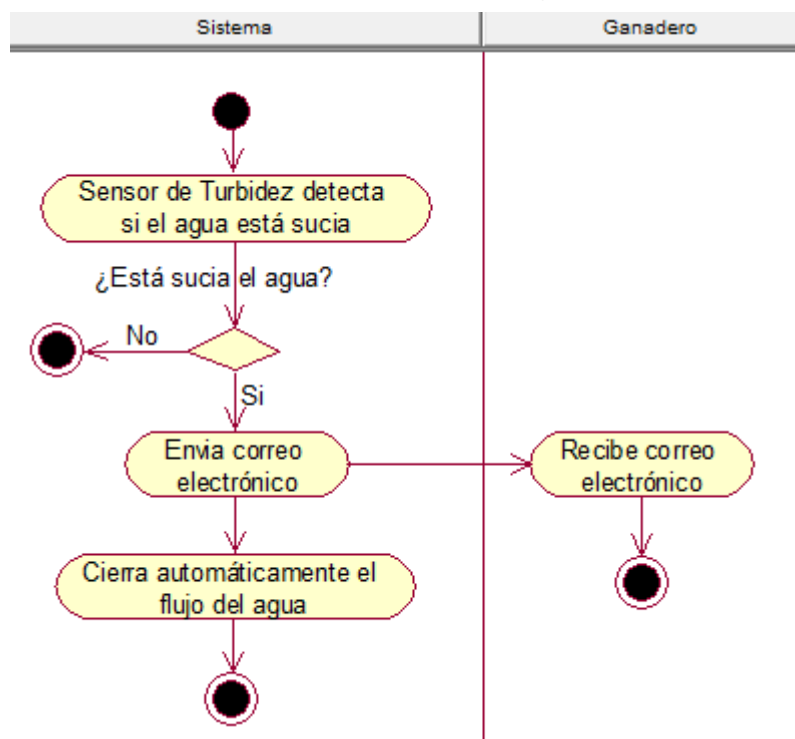 Sistema
Ganadero
Sensor de Turbidez detecta
si el agua está sucia
¿Está sucia el agua?
No
Si
Envia correo
electrónico
Recibe correo
electrónico
Cierra automáticamente el
flujo del agua